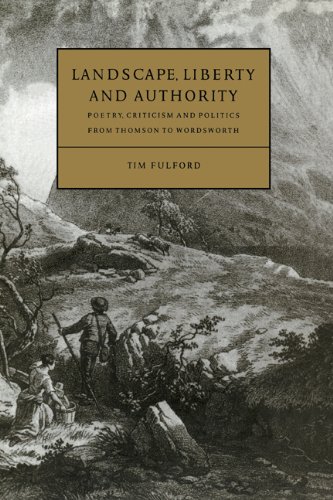 LANDSCAPE, LIBERTY
AND AUTHORITY
POETRY, CRITICISM AND POLITICS
FROM THOMSON TO WORDSWORTH
TIM FULFORD